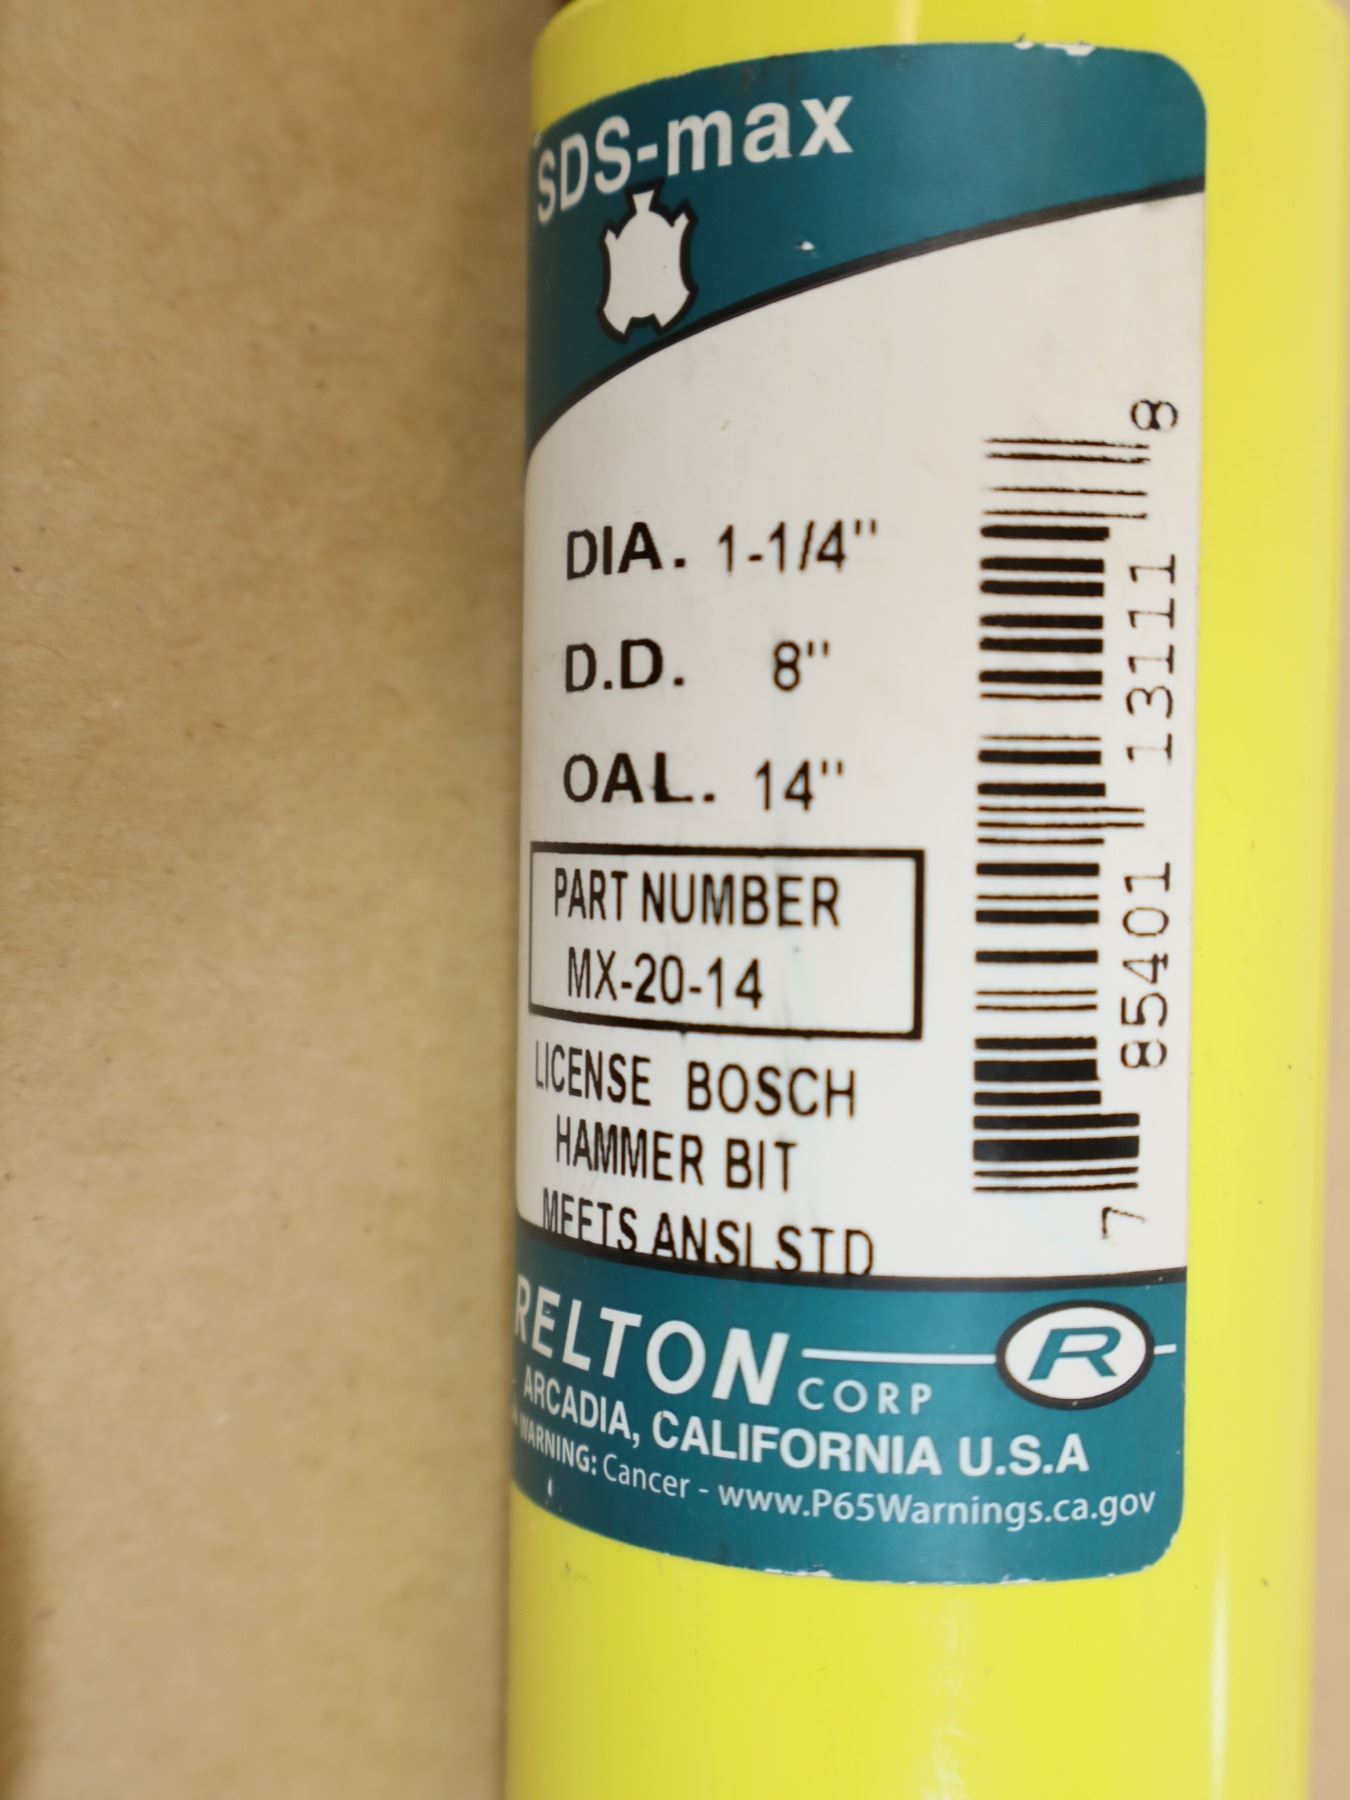 SDS-max
DIA. 1-1/4"
D.D. 8"
OAL. 14"
PART NUMBER
MX-20-14
LICENSE BOSCH
HAMMER BIT
MEETS ANSI STD
7 85401 13111 8
RELTON CORP R
ARCADIA, CALIFORNIA U.S.A
WARNING: Cancer - www.P65Warnings.ca.gov